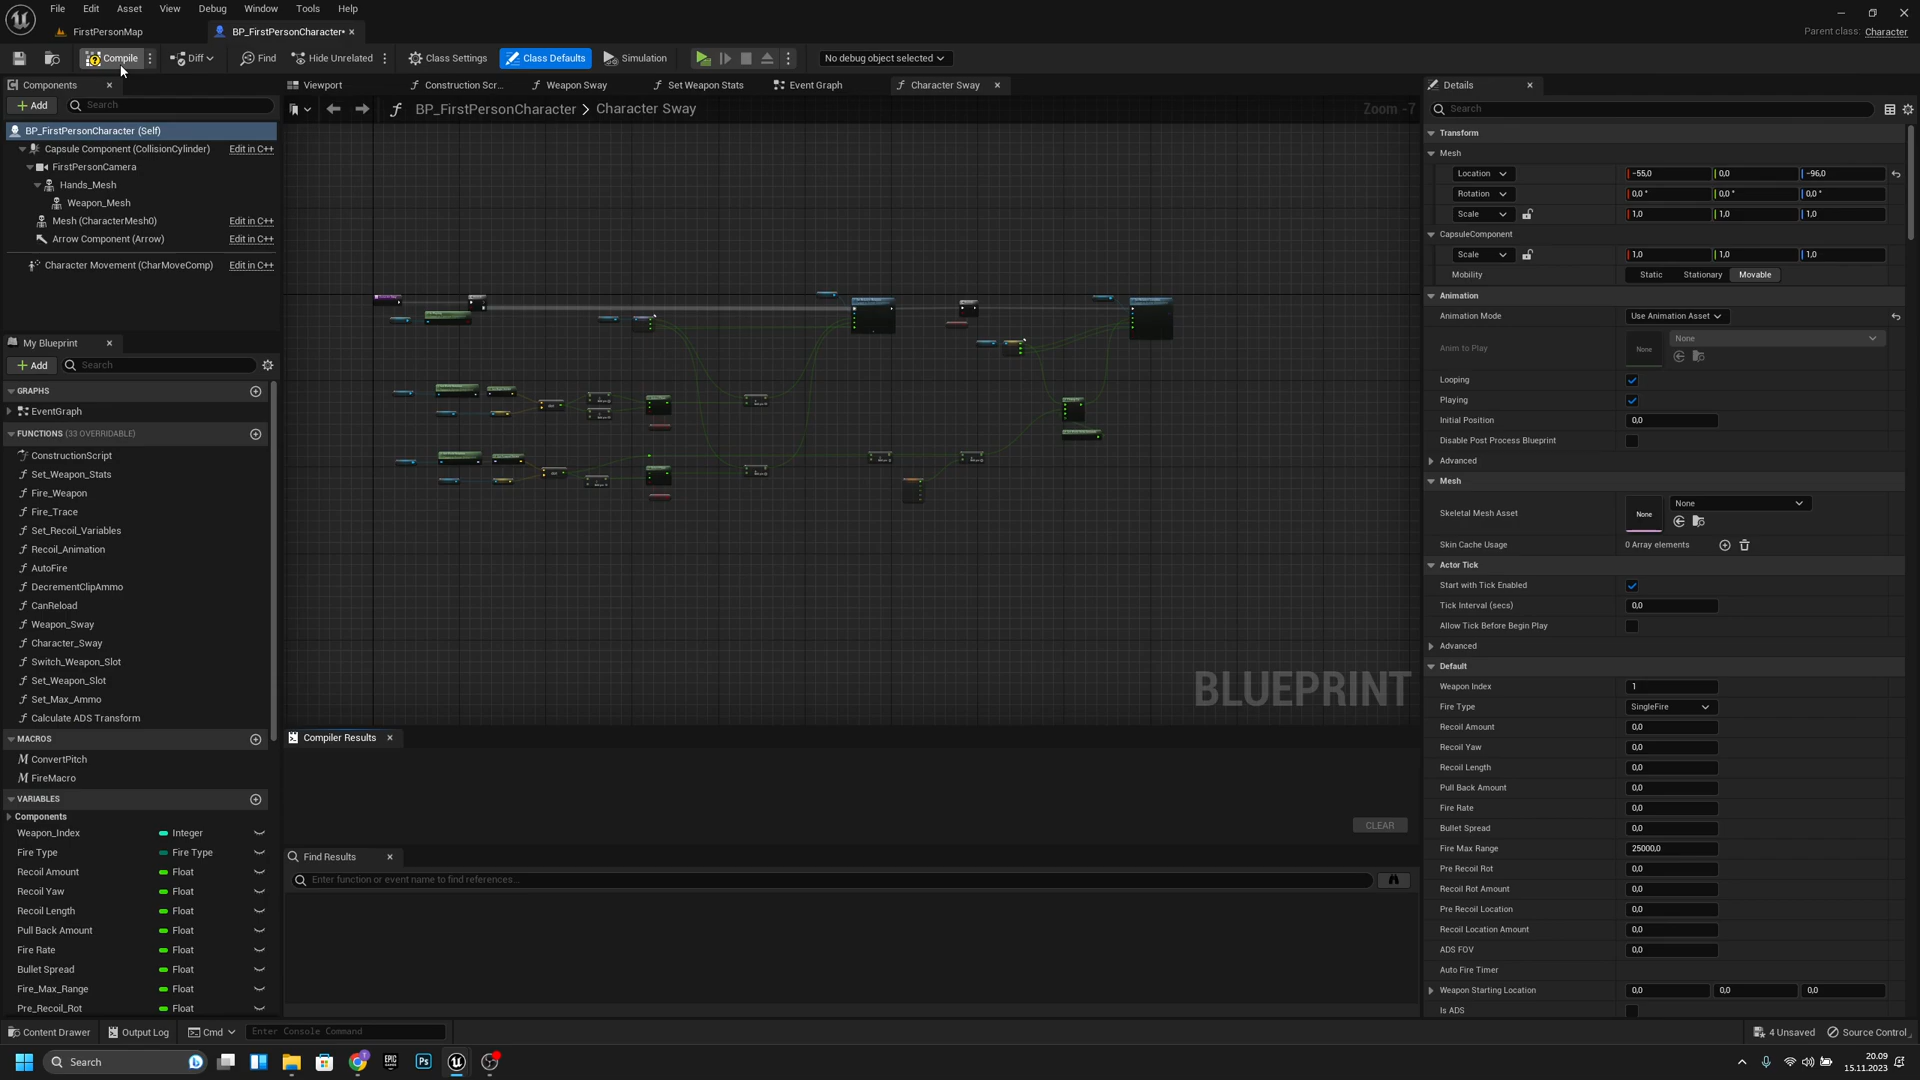 File Edit Asset View Debug Window Tools Help
FirstPersonMap BP_FirstPersonCharacter• Parent class: Character
Compile Diff Find Hide Unrelated Class Settings Class Defaults Simulation No debug object selected
Components Viewport Construction Scr... Weapon Sway Set Weapon Stats Event Graph Character Sway Details
Add Search BP_FirstPersonCharacter > Character Sway Zoom -7 Search
BP_FirstPersonCharacter (Self)
Capsule Component (CollisionCylinder) Edit in C++
FirstPersonCamera
Hands_Mesh
Weapon_Mesh
Mesh (CharacterMesh0) Edit in C++
Arrow Component (Arrow) Edit in C++
Character Movement (CharMoveComp) Edit in C++
My Blueprint
Add Search
GRAPHS
EventGraph
FUNCTIONS (33 OVERRIDABLE)
ConstructionScript
Set_Weapon_Stats
Fire_Weapon
Fire_Trace
Set_Recoil_Variables
Recoil_Animation
AutoFire
DecrementClipAmmo
CanReload
Weapon_Sway
Character_Sway
Switch_Weapon_Slot
Set_Weapon_Slot
Set_Max_Ammo
Calculate ADS Transform
MACROS
ConvertPitch
FireMacro
VARIABLES
Components
Weapon_Index Integer
Fire Type Fire Type
Recoil Amount Float
Recoil Yaw Float
Recoil Length Float
Pull Back Amount Float
Fire Rate Float
Bullet Spread Float
Fire_Max_Range Float
Pre_Recoil_Rot Float
BLUEPRINT
Compiler Results
CLEAR
Find Results
Enter function or event name to find references...
Transform
Mesh
Location -55,0 0,0 -96,0
Rotation 0,0 ° 0,0 ° 0,0 °
Scale 1,0 1,0 1,0
CapsuleComponent
Scale 1,0 1,0 1,0
Mobility Static Stationary Movable
Animation
Animation Mode Use Animation Asset
Anim to Play None None
Looping
Playing
Initial Position 0,0
Disable Post Process Blueprint
Advanced
Mesh
Skeletal Mesh Asset None None
Skin Cache Usage 0 Array elements
Actor Tick
Start with Tick Enabled
Tick Interval (secs) 0,0
Allow Tick Before Begin Play
Advanced
Default
Weapon Index 1
Fire Type SingleFire
Recoil Amount 0,0
Recoil Yaw 0,0
Recoil Length 0,0
Pull Back Amount 0,0
Fire Rate 0,0
Bullet Spread 0,0
Fire Max Range 25000,0
Pre Recoil Rot 0,0
Recoil Rot Amount 0,0
Pre Recoil Location 0,0
Recoil Location Amount 0,0
ADS FOV 0,0
Auto Fire Timer
Weapon Starting Location 0,0 0,0 0,0
Is ADS
Content Drawer Output Log Cmd Enter Console Command 4 Unsaved Source Control
Search Ps 20.09
15.11.2023